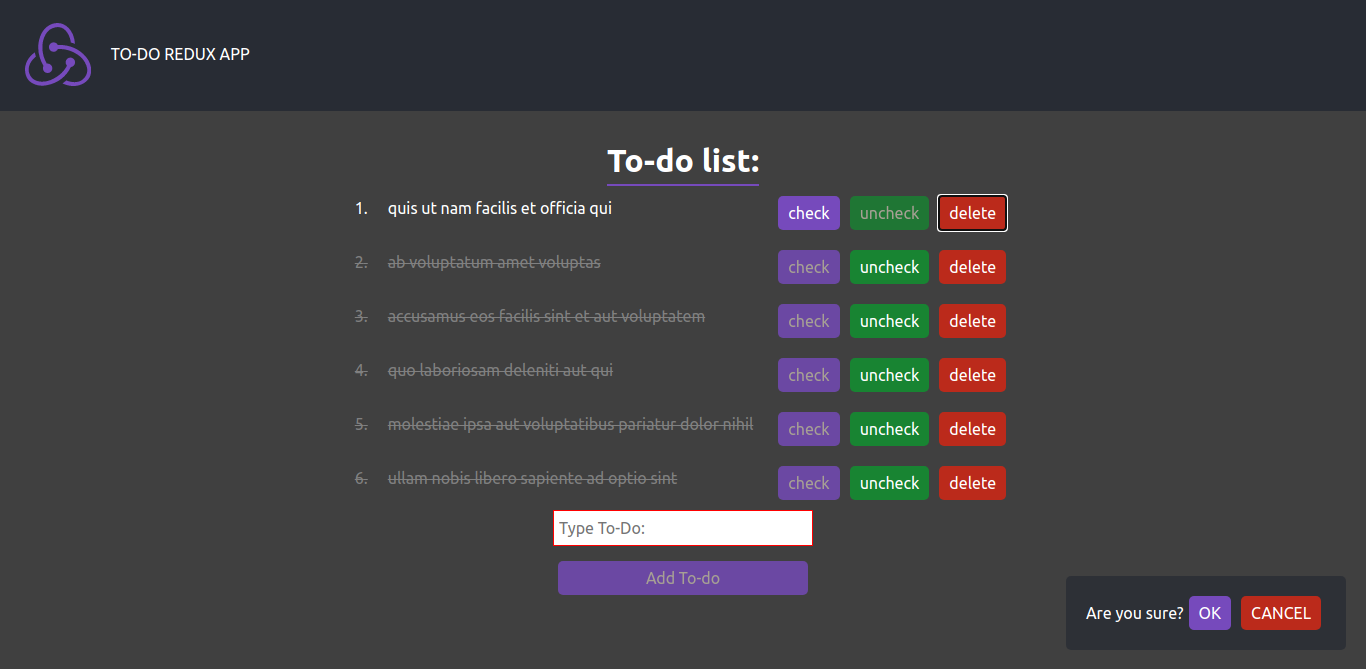 TO-DO REDUX APP
To-do list:
1. quis ut nam facilis et officia qui check uncheck delete
2. ab voluptatum amet voluptas check uncheck delete
3. accusamus eos facilis sint et aut voluptatem check uncheck delete
4. quo laboriosam deleniti aut qui check uncheck delete
5. molestiae ipsa aut voluptatibus pariatur dolor nihil check uncheck delete
6. ullam nobis libero sapiente ad optio sint check uncheck delete
Type To-Do:
Add To-do
Are you sure? OK CANCEL